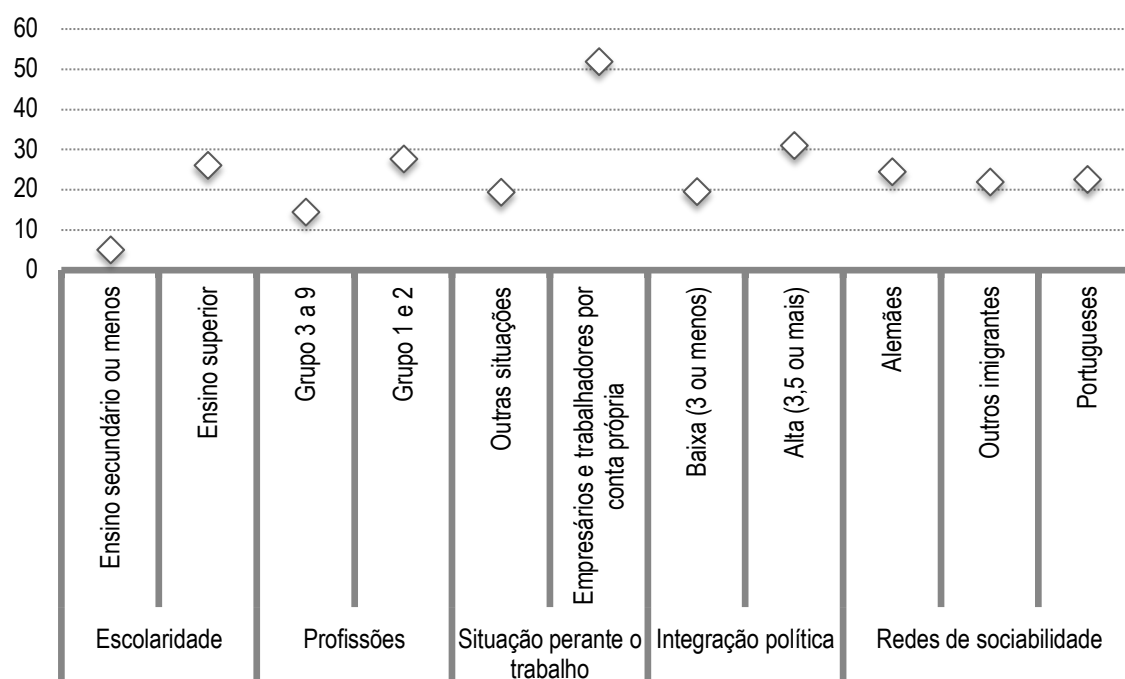 60
50
40
30
20
10
0
Ensino secundário ou menos
Ensino superior
Grupo 3 a 9
Grupo 1 e 2
Outras situações
Empresários e trabalhadores por
conta própria
Baixa (3 ou menos)
Alta (3,5 ou mais)
Alemães
Outros imigrantes
Portugueses
Escolaridade
Profissões
Situação perante o
trabalho
Integração política
Redes de sociabilidade